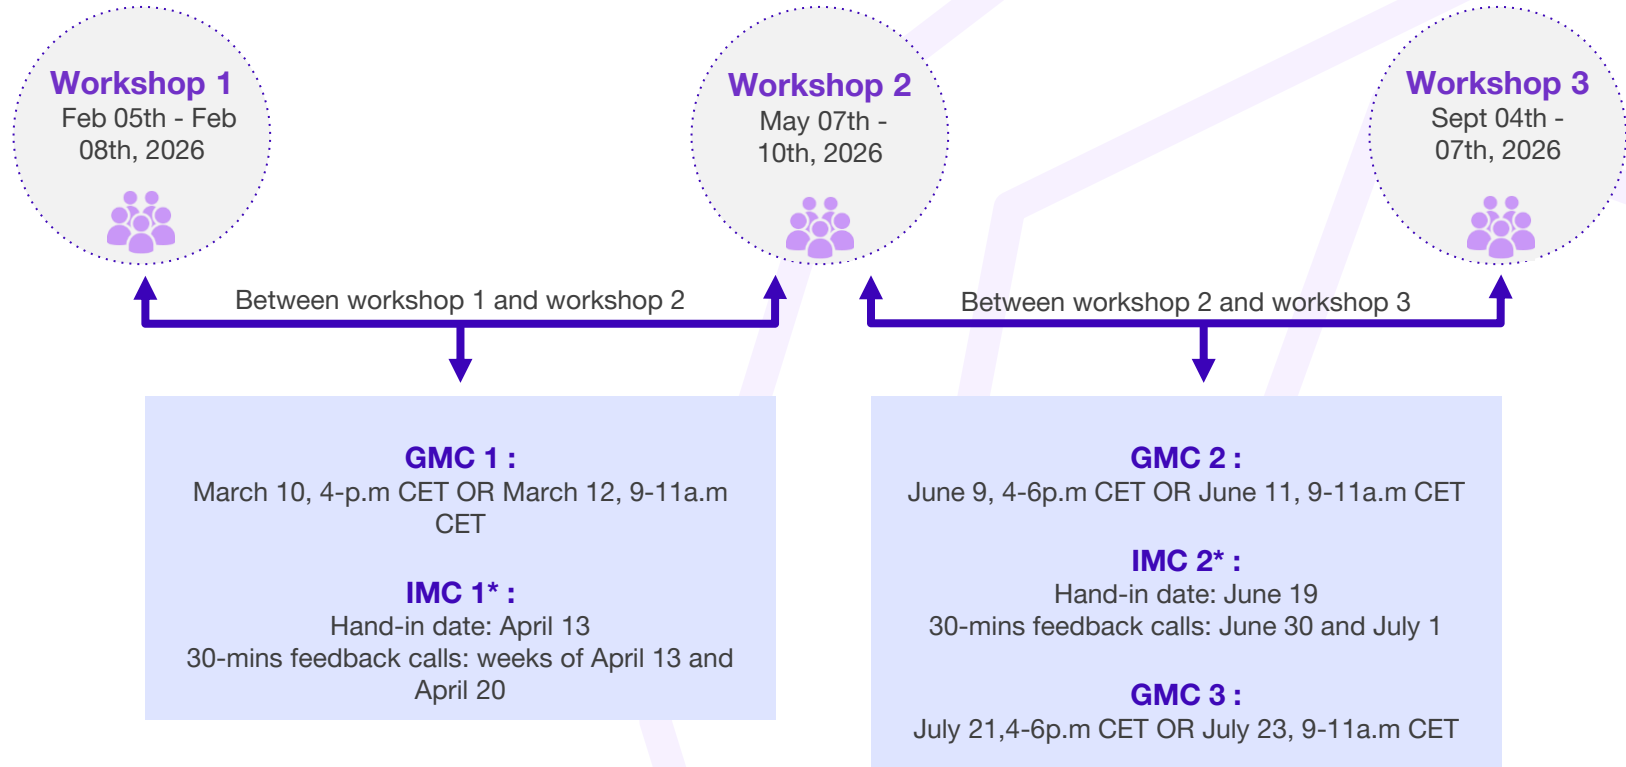 Workshop 1
Feb 05th - Feb
08th, 2026
Workshop 2
May 07th -
10th, 2026
Workshop 3
Sept 04th -
07th, 2026
Between workshop 1 and workshop 2
Between workshop 2 and workshop 3
GMC 1 :
March 10, 4-p.m CET OR March 12, 9-11a.m
CET
IMC 1* :
Hand-in date: April 13
30-mins feedback calls: weeks of April 13 and
April 20
GMC 2 :
June 9, 4-6p.m CET OR June 11, 9-11a.m CET
IMC 2* :
Hand-in date: June 19
30-mins feedback calls: June 30 and July 1
GMC 3 :
July 21,4-6p.m CET OR July 23, 9-11a.m CET